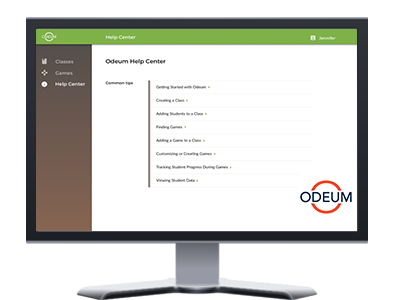 ODEUM
Help Center
Jennifer
Classes
Games
Help Center
Odeum Help Center
Common tips
Getting Started with Odeum >
Creating a Class >
Adding Students to a Class >
Finding Games >
Adding a Game to a Class >
Customizing or Creating Games >
Tracking Student Progress During Games >
Viewing Student Data >
ODEUM